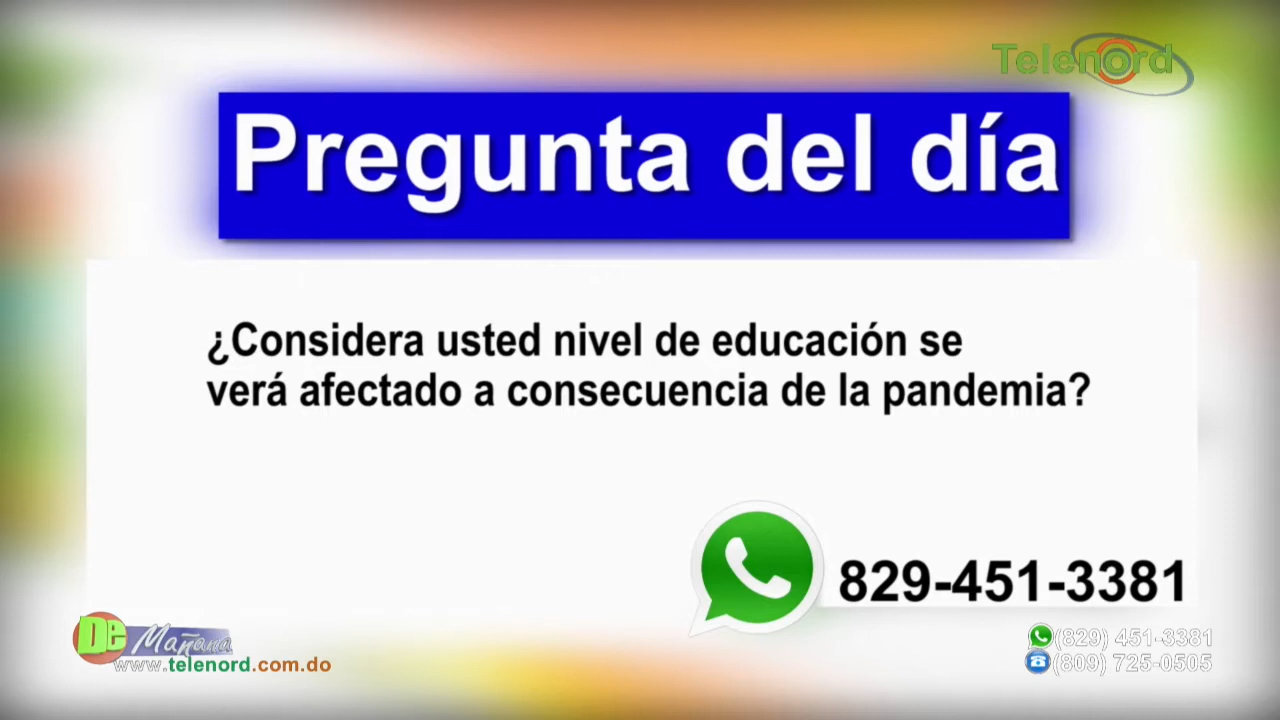 Telenord
Pregunta del día
¿Considera usted nivel de educación se
verá afectado a consecuencia de la pandemia?
829-451-3381
De Mañana
www.telenord.com.do
(829) 451-3381
(809) 725-0505